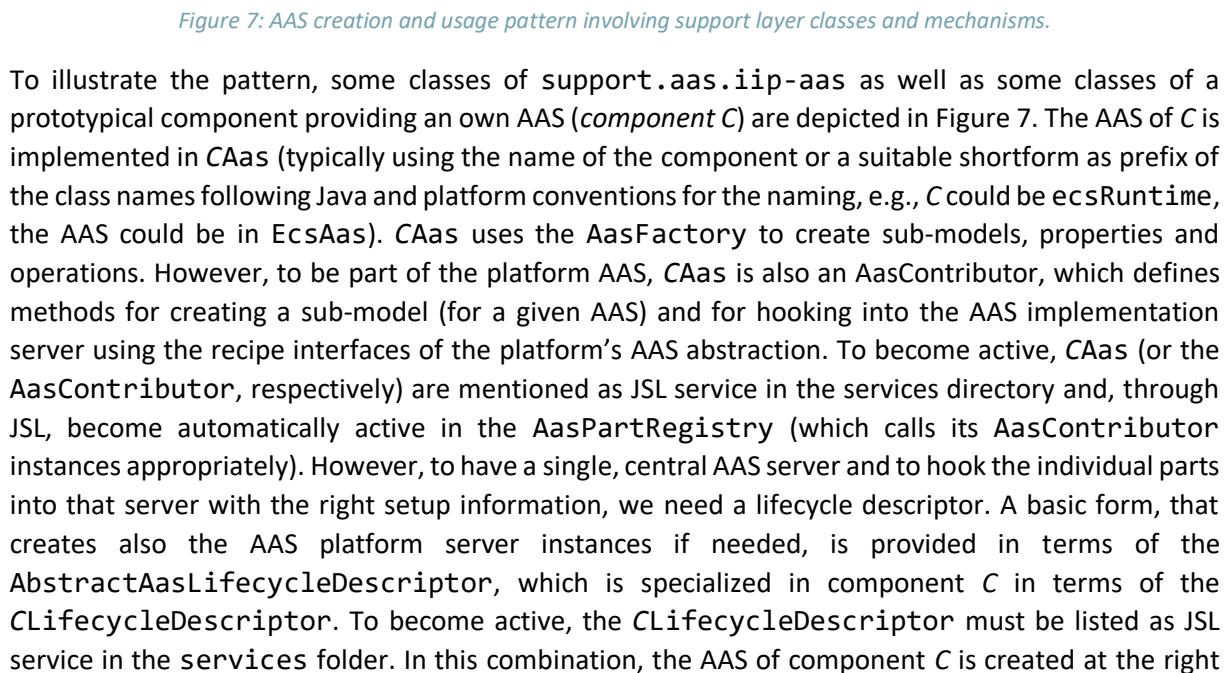 Figure 7: AAS creation and usage pattern involving support layer classes and mechanisms.
To illustrate the pattern, some classes of support.aas.iip-aas as well as some classes of a
prototypical component providing an own AAS (component C) are depicted in Figure 7. The AAS of C is
implemented in CAas (typically using the name of the component or a suitable shortform as prefix of
the class names following Java and platform conventions for the naming, e.g., C could be ecsRuntime,
the AAS could be in EcsAas). CAas uses the AasFactory to create sub-models, properties and
operations. However, to be part of the platform AAS, CAas is also an AasContributor, which defines
methods for creating a sub-model (for a given AAS) and for hooking into the AAS implementation
server using the recipe interfaces of the platform’s AAS abstraction. To become active, CAas (or the
AasContributor, respectively) are mentioned as JSL service in the services directory and, through
JSL, become automatically active in the AasPartRegistry (which calls its AasContributor
instances appropriately). However, to have a single, central AAS server and to hook the individual parts
into that server with the right setup information, we need a lifecycle descriptor. A basic form, that
creates also the AAS platform server instances if needed, is provided in terms of the
AbstractAasLifecycleDescriptor, which is specialized in component C in terms of the
CLifecycleDescriptor. To become active, the CLifecycleDescriptor must be listed as JSL
service in the services folder. In this combination, the AAS of component C is created at the right